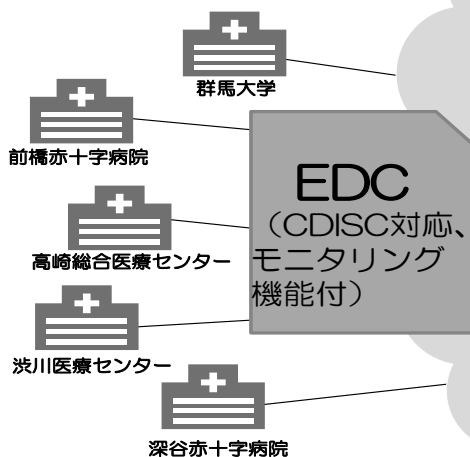 群馬大学
前橋赤十字病院
EDC
（CDISC対応、
モニタリング
機能付）
高崎総合医療センター
渋川医療センター
深谷赤十字病院